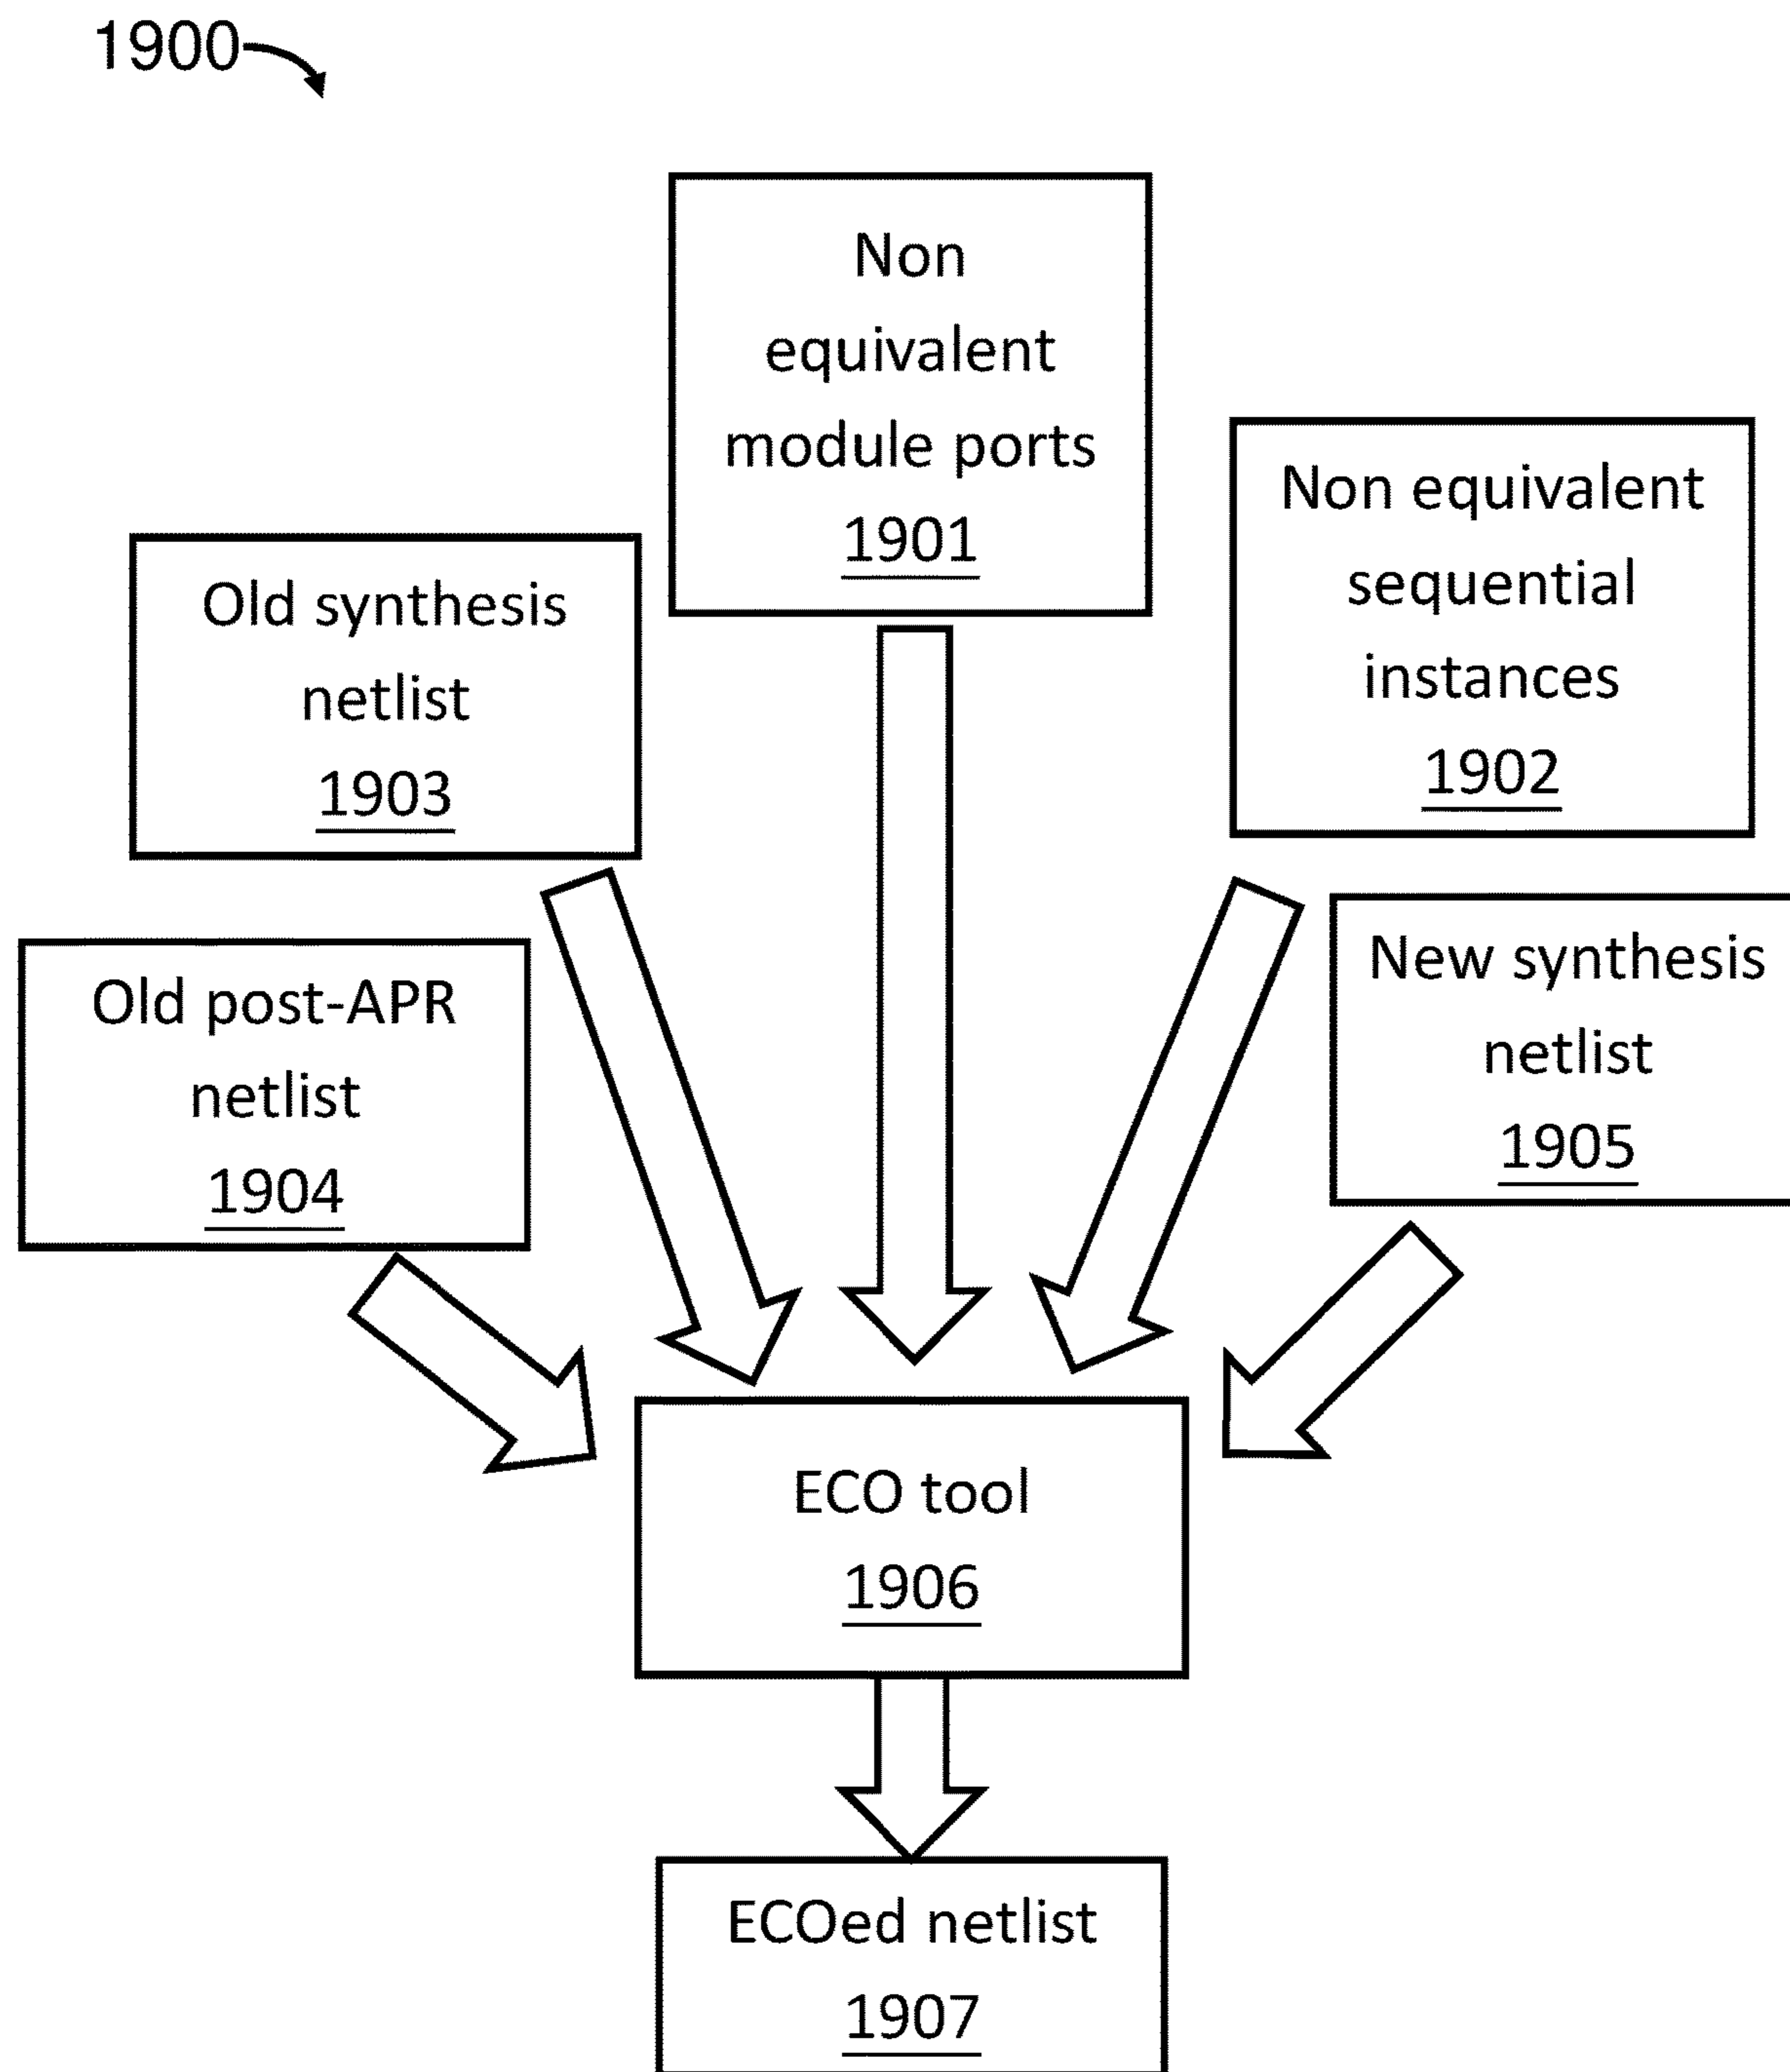 1900
Non
equivalent
module ports
1901
Non equivalent
sequential
instances
1902
Old synthesis
netlist
1903
Old post-APR
netlist
1904
New synthesis
netlist
1905
ECO tool
1906
ECOed netlist
1907